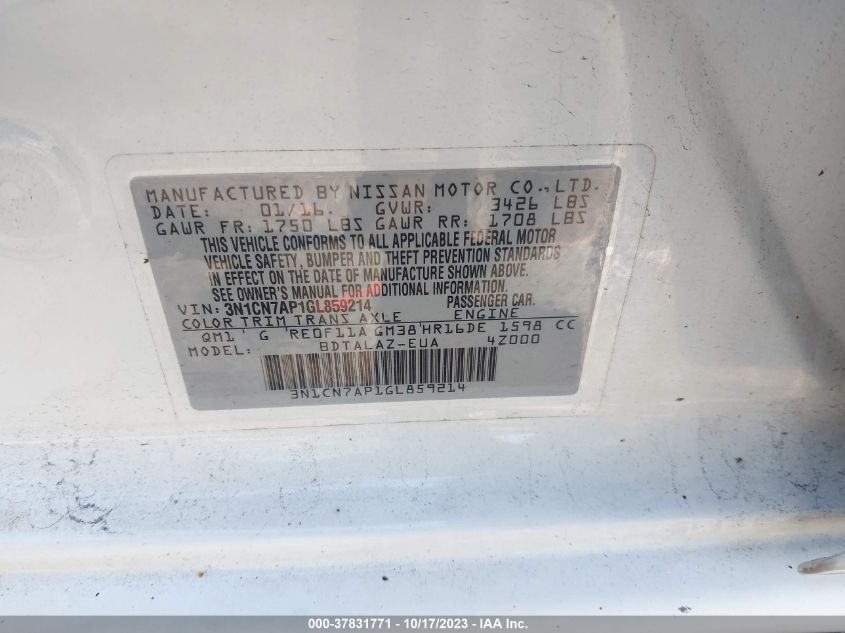 MANUFACTURED BY NISSAN MOTOR CO., LTD.
DATE: 01/16. GVWR: 3426 LBS
GAWR FR: 1750 LBS GAWR RR: 1708 LBS
THIS VEHICLE CONFORMS TO ALL APPLICABLE FEDERAL MOTOR
VEHICLE SAFETY, BUMPER AND THEFT PREVENTION STANDARDS
IN EFFECT ON THE DATE OF MANUFACTURE SHOWN ABOVE.
SEE OWNER'S MANUAL FOR ADDITIONAL INFORMATION.
VIN: 3N1CN7AP1GL859214 PASSENGER CAR.
COLOR TRIM TRANS AXLE ENGINE
QM1 G RE0F11A GM38 HR16DE 1598 CC
MODEL: BDTALAZ-EUA 4Z000
3N1CN7AP1GL859214
000-37831771 - 10/17/2023 - IAA Inc.